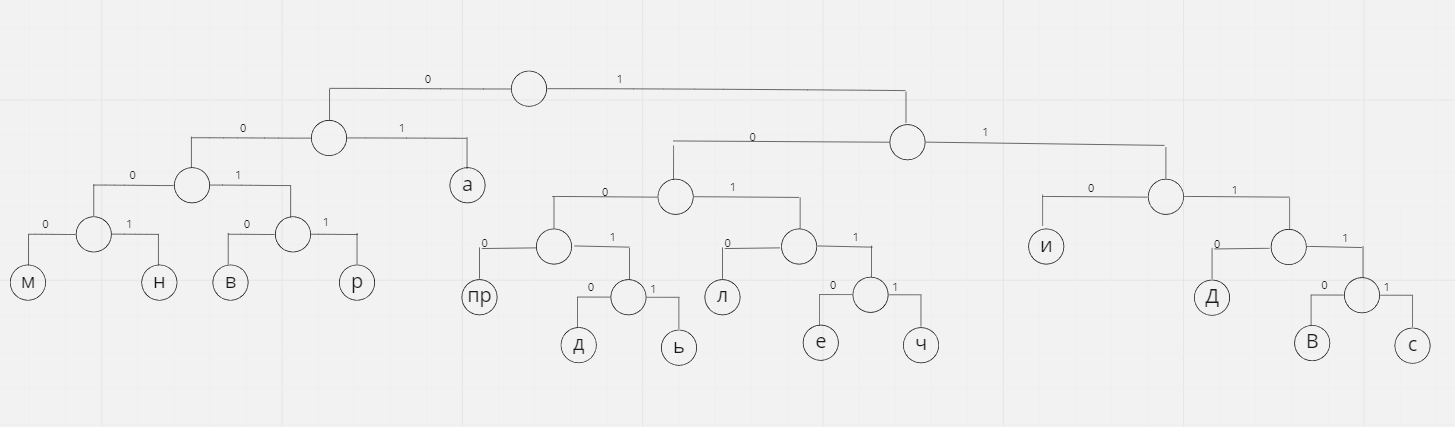 0 1
0 1 0 1
0 1 а 0 1 0 1
0 1 0 1 0 1 0 1 и 0 1
м н в р пр 0 1 л 0 1 Д 0 1
д ь е ч В с